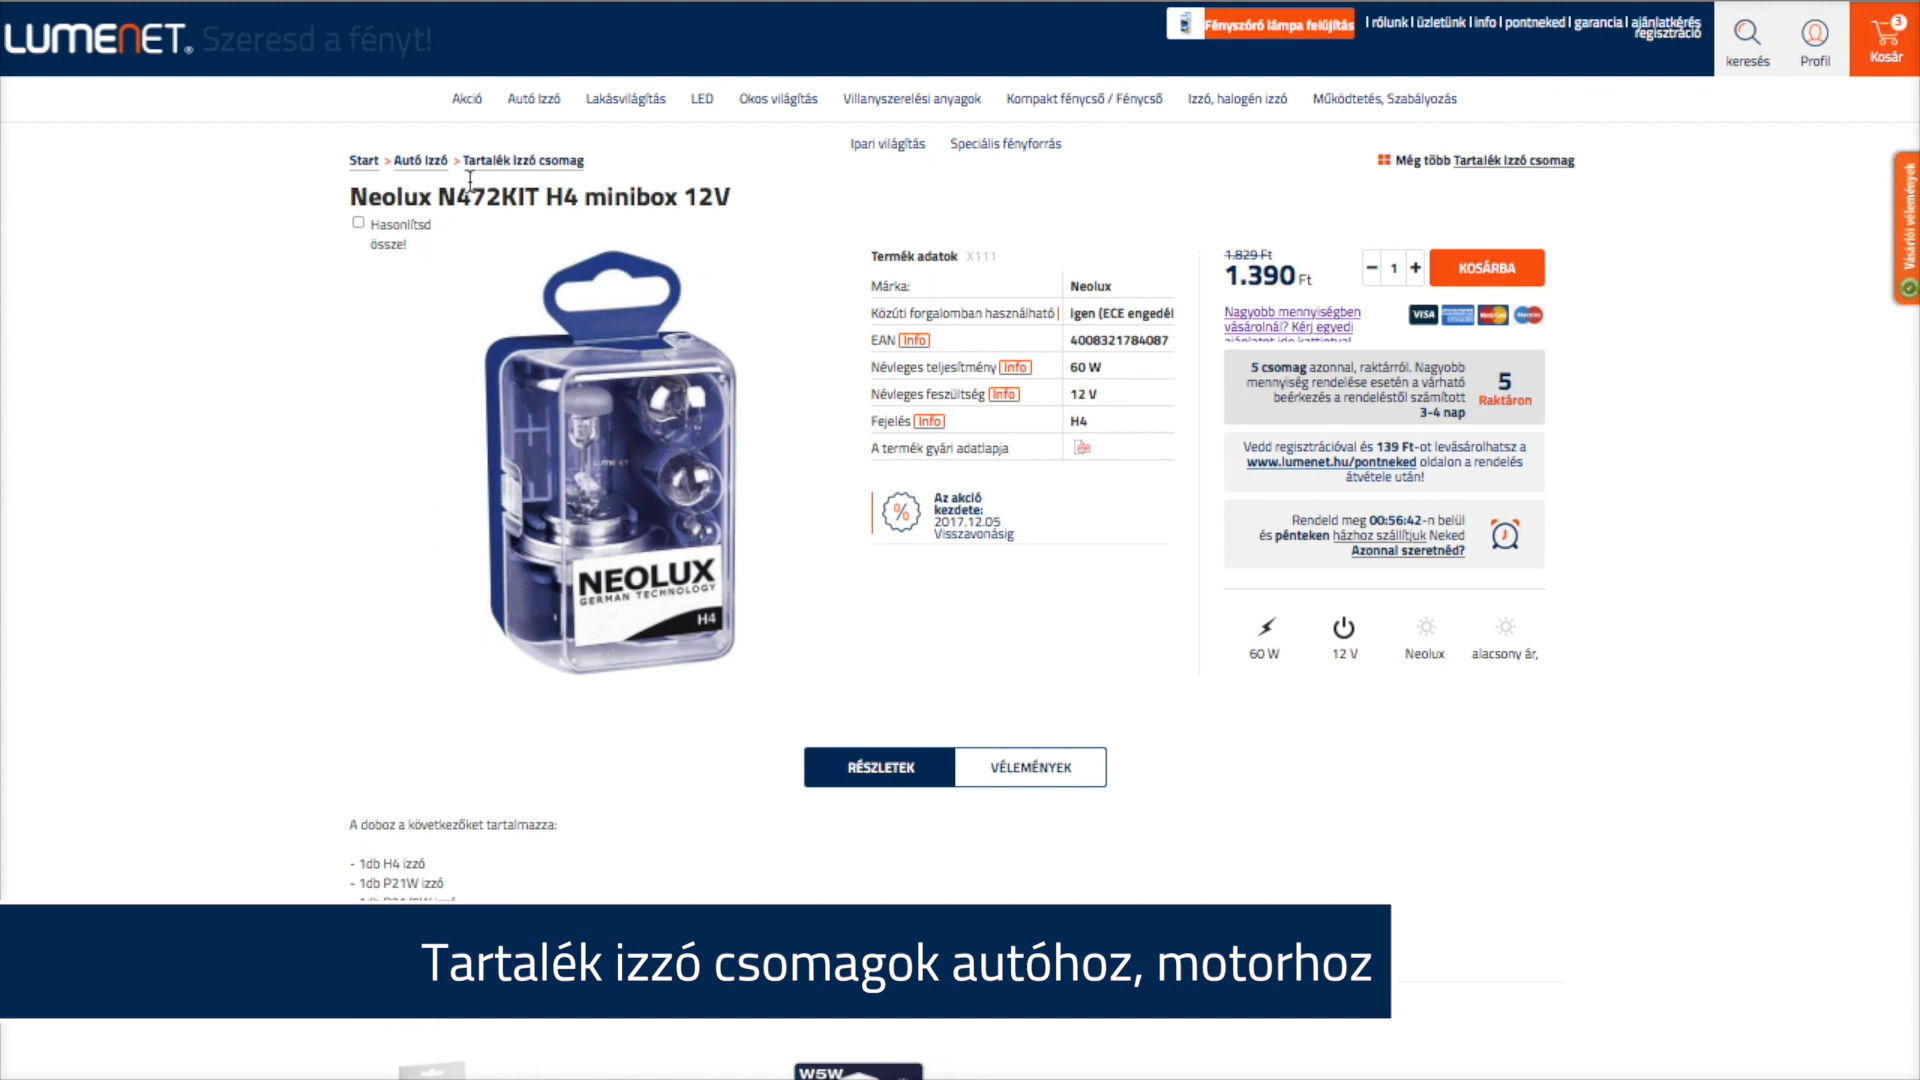 LUMENET® Szeresd a fényt!
Fényszóró lámpa felújítás
I rólunk I üzletünk I info I pontneked I garancia I ajánlatkérés
regisztráció
keresés
Profil
3
Kosár
Akció Autó Izzó Lakásvilágítás LED Okos világítás Villanyszerelési anyagok Kompakt fénycső / Fénycső Izzó, halogén izzó Működtetés, Szabályozás
Ipari világítás Speciális fényforrás
Start > Autó Izzó > Tartalék Izzó csomag
Még több Tartalék Izzó csomag
Vásárlói vélemények
Neolux N472KIT H4 minibox 12V
Hasonlítsd
össze!
LUMENET
NEOLUX
GERMAN TECHNOLOGY
H4
Termék adatok X111
Márka: Neolux
Közúti forgalomban használható Igen (ECE engedél
EAN Info 4008321784087
Névleges teljesítmény Info 60 W
Névleges feszültség Info 12 V
Fejelés Info H4
A termék gyári adatlapja
%
Az akció
kezdete:
2017.12.05
Visszavonásig
1.829 Ft
1.390 Ft
− 1 +
KOSÁRBA
Nagyobb mennyiségben
vásárolnál? Kérj egyedi
ajánlatot ide kattintva!
VISA
5 csomag azonnal, raktárról. Nagyobb
mennyiség rendelése esetén a várható
beérkezés a rendeléstől számított
3-4 nap
5
Raktáron
Vedd regisztrációval és 139 Ft-ot levásárolhatsz a
www.lumenet.hu/pontneked oldalon a rendelés
átvétele után!
Rendeld meg 00:56:42-n belül
és pénteken házhoz szállítjuk Neked
Azonnal szeretnéd?
60 W
12 V
Neolux
alacsony ár,
RÉSZLETEK
VÉLEMÉNYEK
A doboz a következőket tartalmazza:
- 1db H4 izzó
- 1db P21W izzó
Tartalék izzó csomagok autóhoz, motorhoz
W5W